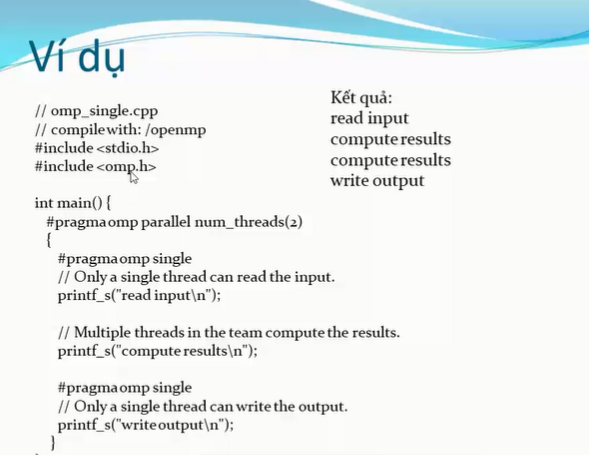 Ví dụ
// omp_single.cpp
// compile with: /openmp
#include <stdio.h>
#include <omp.h>
int main() {
#pragma omp parallel num_threads(2)
{
#pragma omp single
// Only a single thread can read the input.
printf_s("read input\n");
// Multiple threads in the team compute the results.
printf_s("compute results\n");
#pragma omp single
// Only a single thread can write the output.
printf_s("write output\n");
}
Kết quả:
read input
compute results
compute results
write output